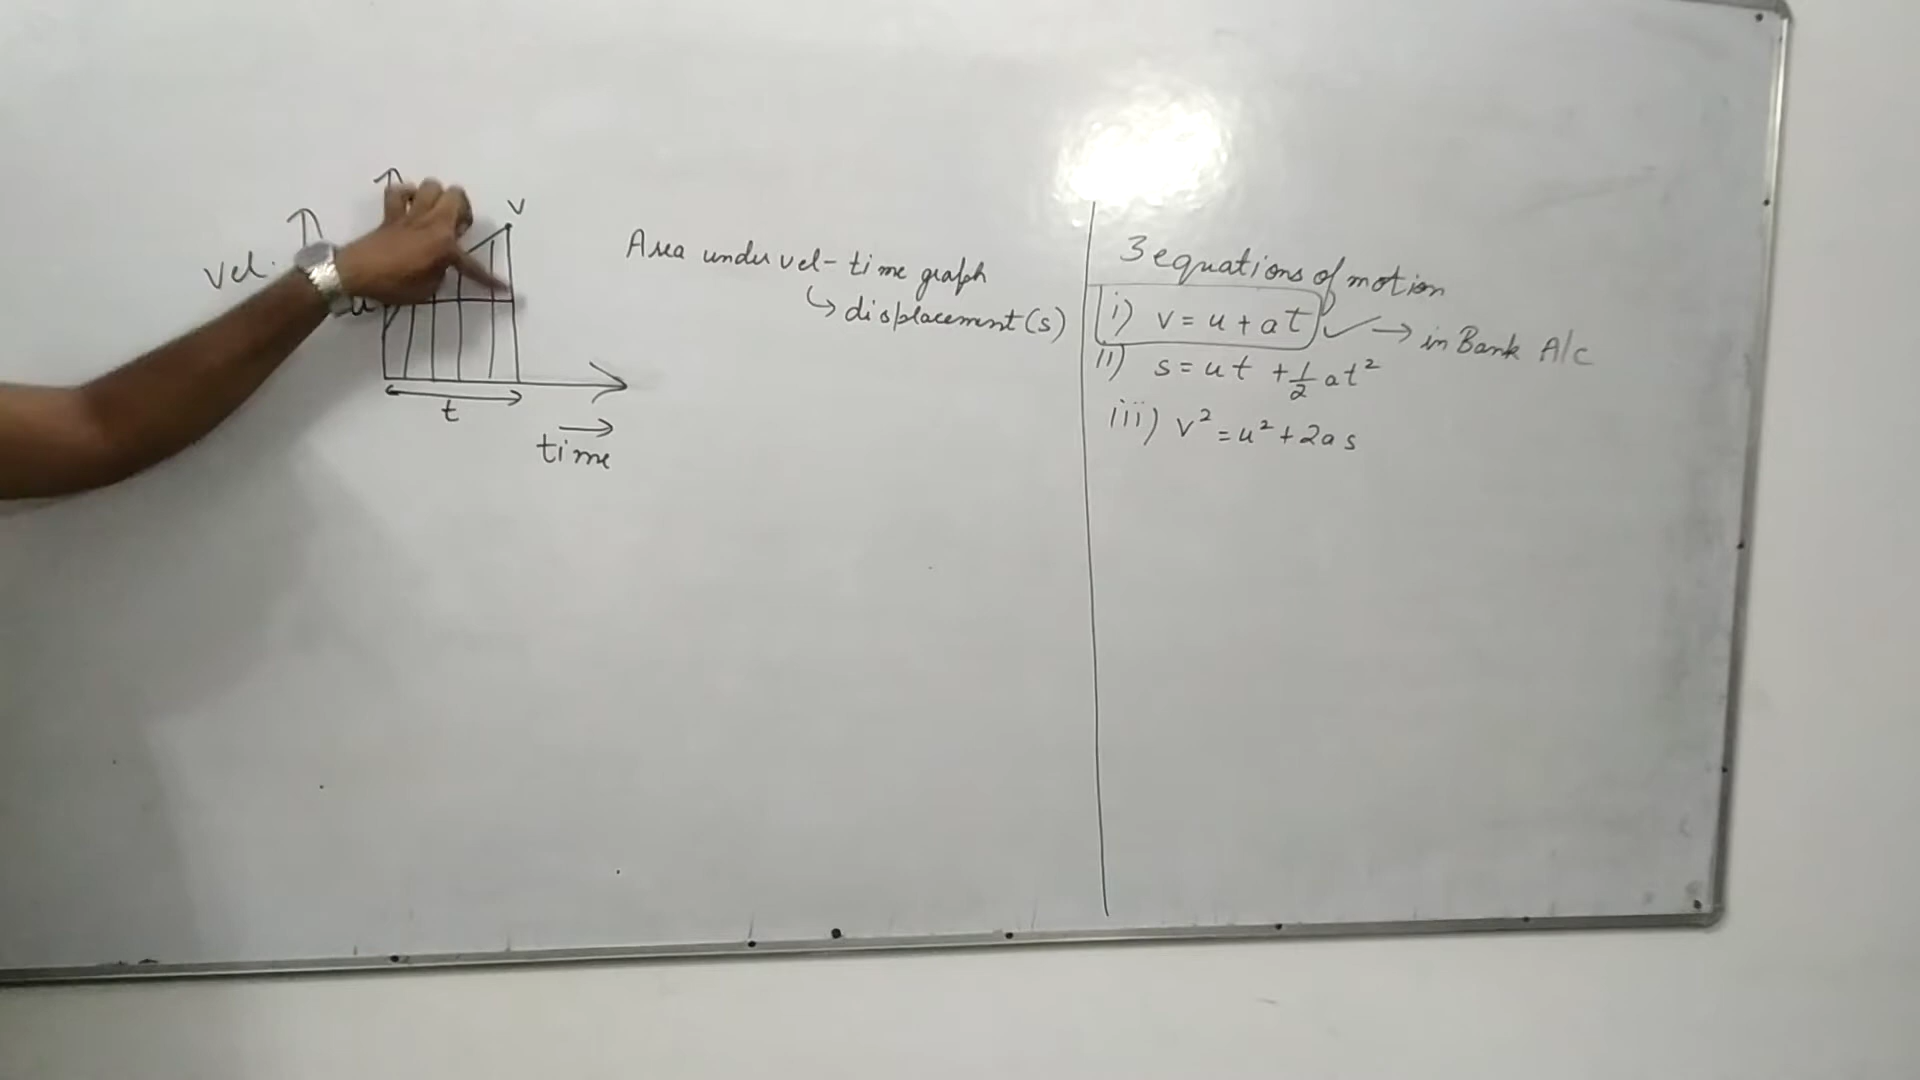 v
vel.
u
t
time
Area under vel-time graph
↳ displacement (s)
3 equations of motion
i) v = u + at ✓ → in Bank A/c
ii) s = ut + 1/2 at²
iii) v² = u² + 2as